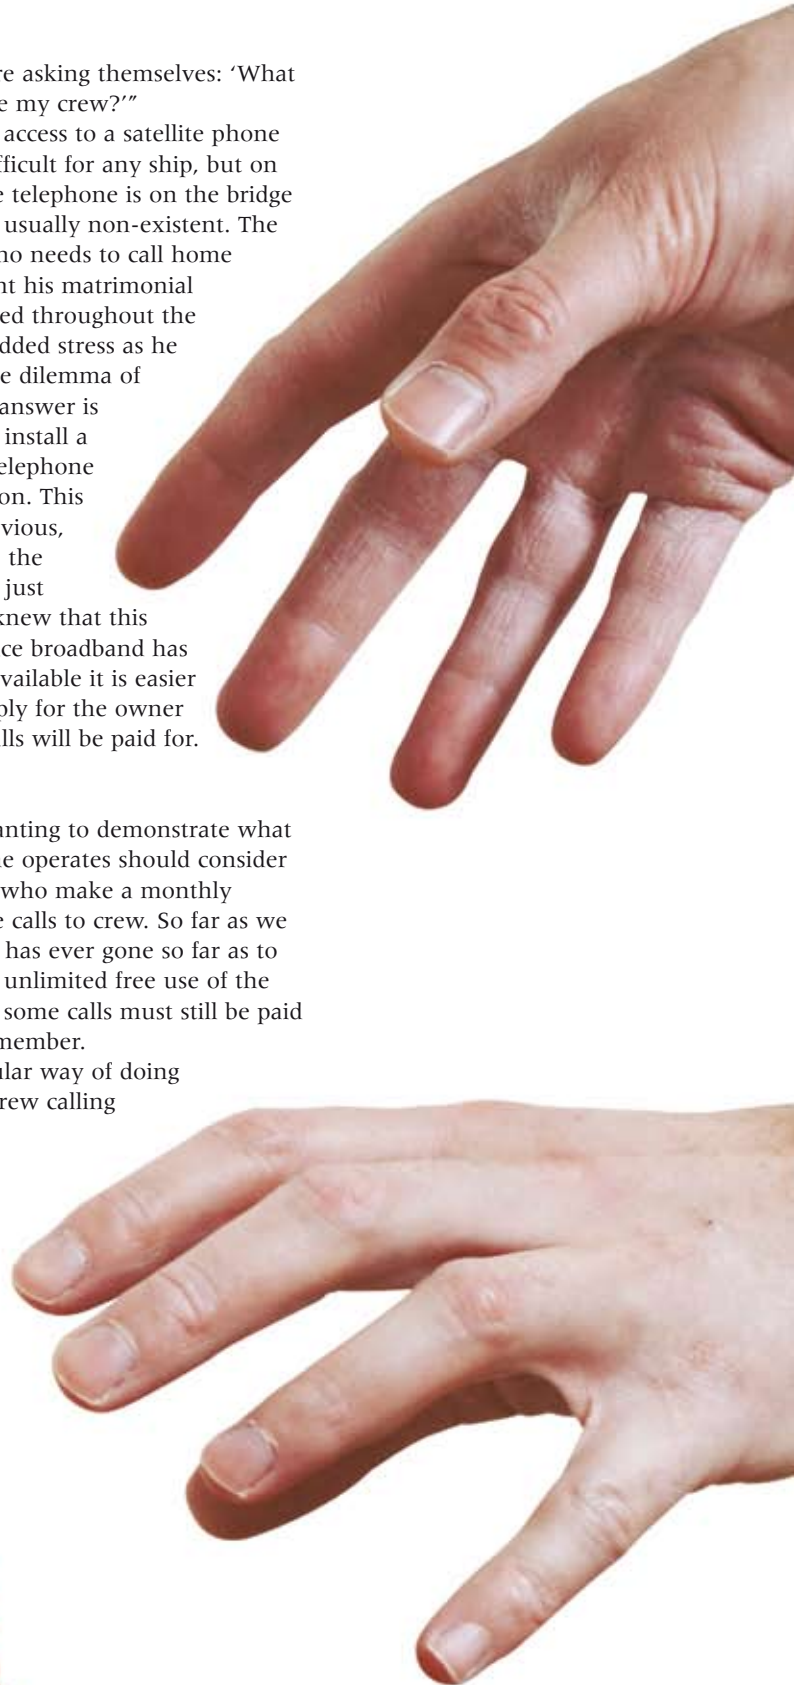 re asking themselves: ‘What
e my crew?’”
access to a satellite phone
fficult for any ship, but on
e telephone is on the bridge
usually non-existent. The
ho needs to call home
nt his matrimonial
ed throughout the
dded stress as he
e dilemma of
answer is
install a
elephone
on. This
vious,
the
just
knew that this
ce broadband has
vailable it is easier
ply for the owner
lls will be paid for.
anting to demonstrate what
he operates should consider
who make a monthly
e calls to crew. So far as we
has ever gone so far as to
unlimited free use of the
some calls must still be paid
member.
ular way of doing
rew calling